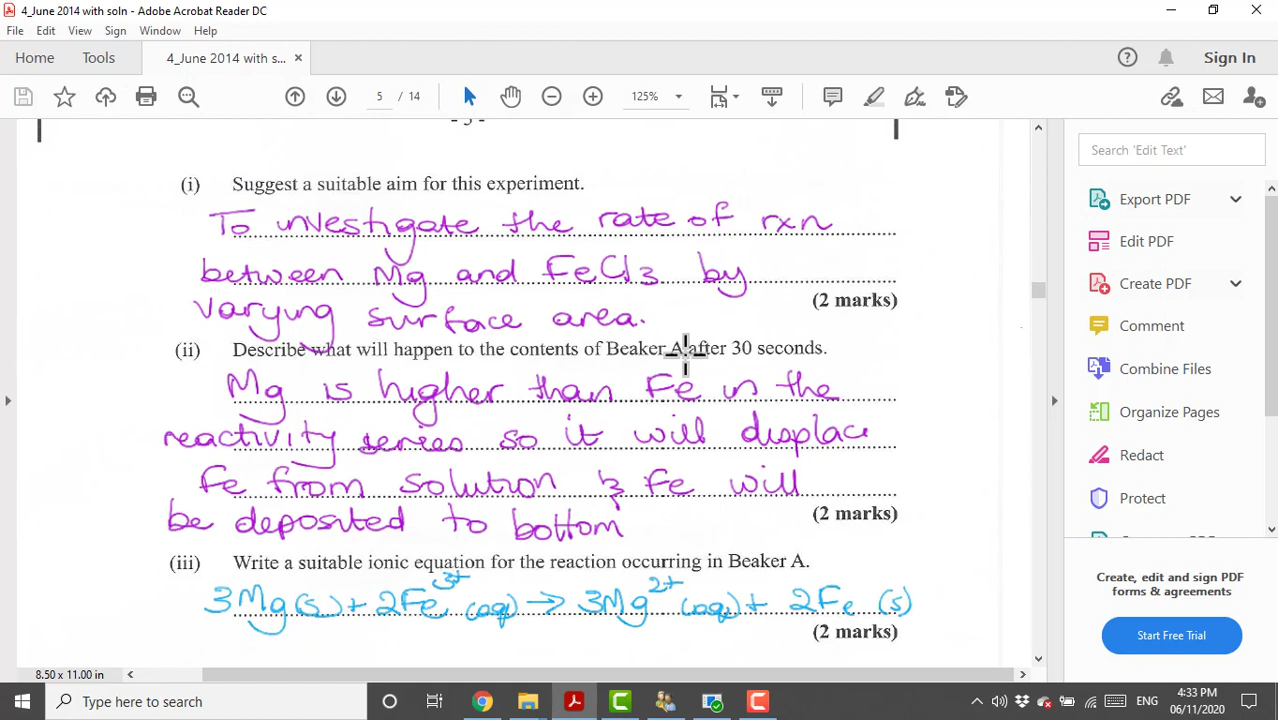 4_June 2014 with soln - Adobe Acrobat Reader DC
File Edit View Sign Window Help
Home Tools 4_June 2014 with s... × Sign In
5 / 14 125%
- 5 -
Search 'Edit Text'
(i) Suggest a suitable aim for this experiment.
To investigate the rate of rxn
between Mg and FeCl3 by
(2 marks)
varying surface area.
(ii) Describe what will happen to the contents of Beaker A after 30 seconds.
Mg is higher than Fe in the
reactivity series so it will displace
Fe from solution & Fe will
(2 marks)
be deposited to bottom
(iii) Write a suitable ionic equation for the reaction occurring in Beaker A.
3Mg(s) + 2Fe³⁺(aq) → 3Mg²⁺(aq) + 2Fe (s)
(2 marks)
Export PDF
Edit PDF
Create PDF
Comment
Combine Files
Organize Pages
Redact
Protect
Create, edit and sign PDF
forms & agreements
Start Free Trial
8.50 x 11.00 in
Type here to search
ENG
4:33 PM
06/11/2020